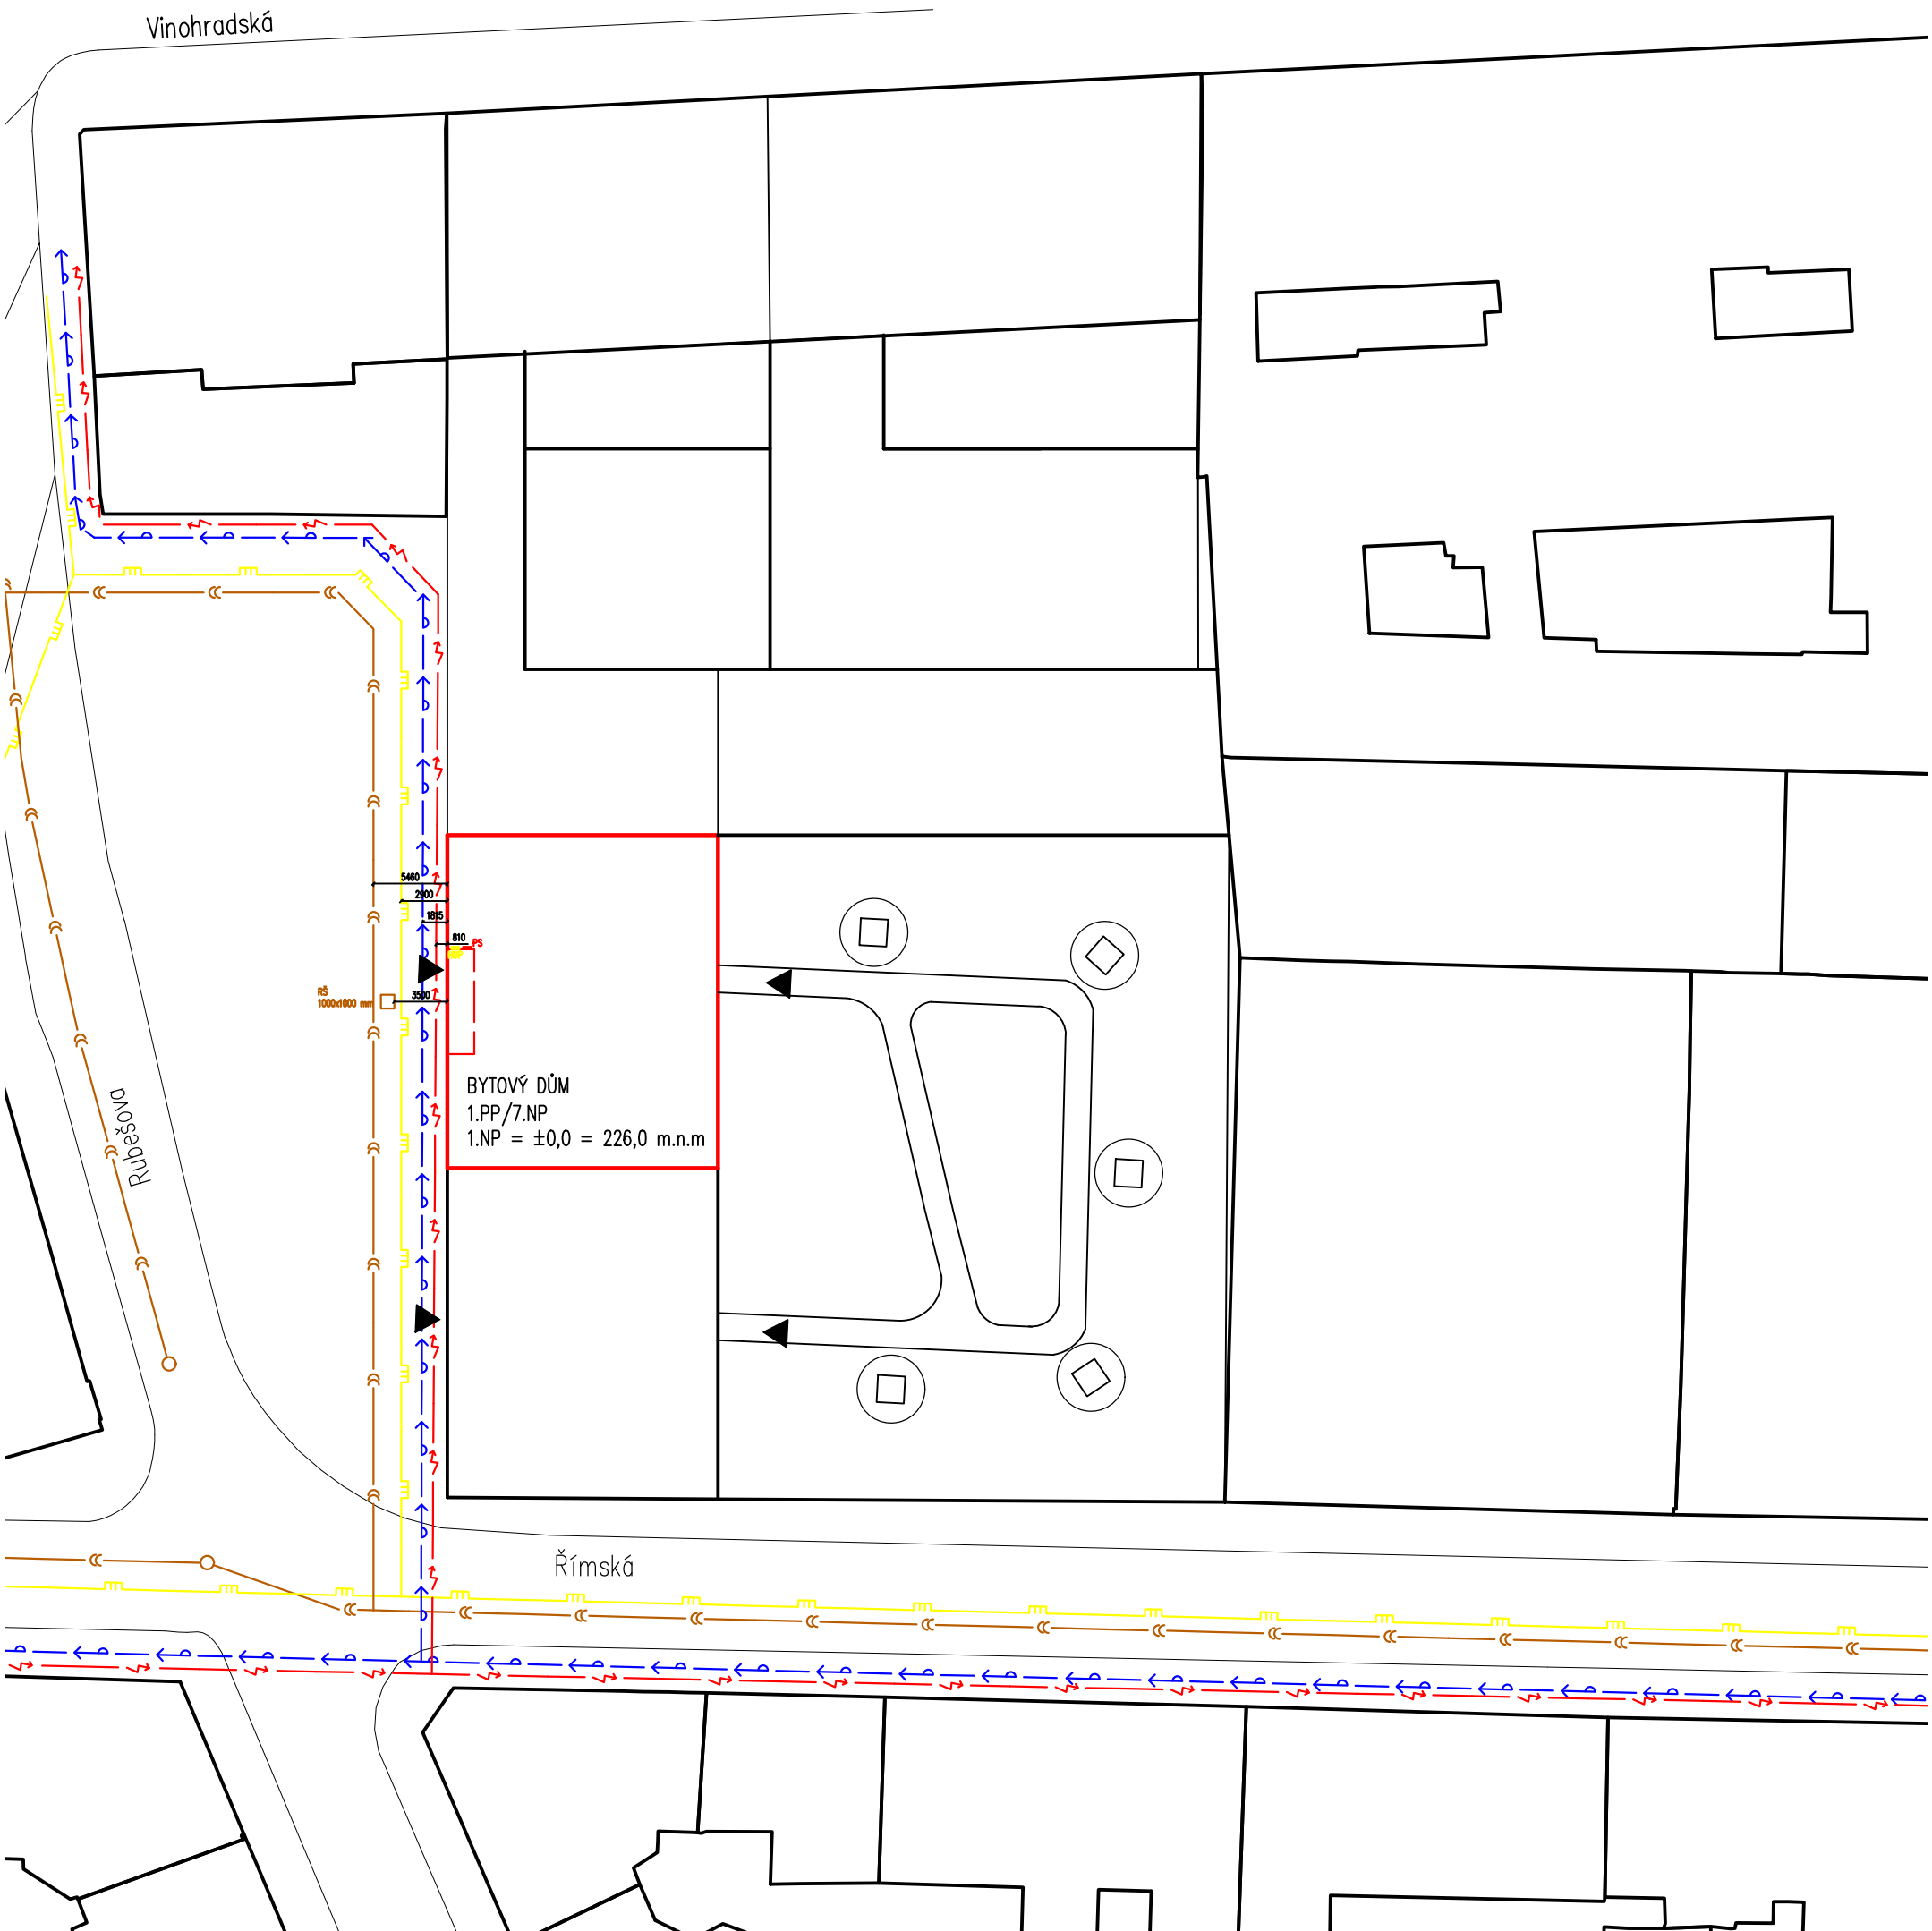 Vinohradská
5460
2900
1815
810
PS
RŠ
1000x1000 mm
3500
BYTOVÝ DŮM
1.PP/7.NP
1.NP = ±0,0 = 226,0 m.n.m
Rubešova
Římská